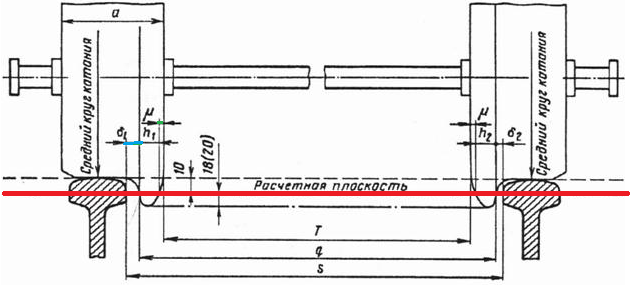 a
Средний круг катания
Средний круг катания
μ
μ
δ1
h1
h2
δ2
10
18(20)
Расчетная плоскость
T
q
S